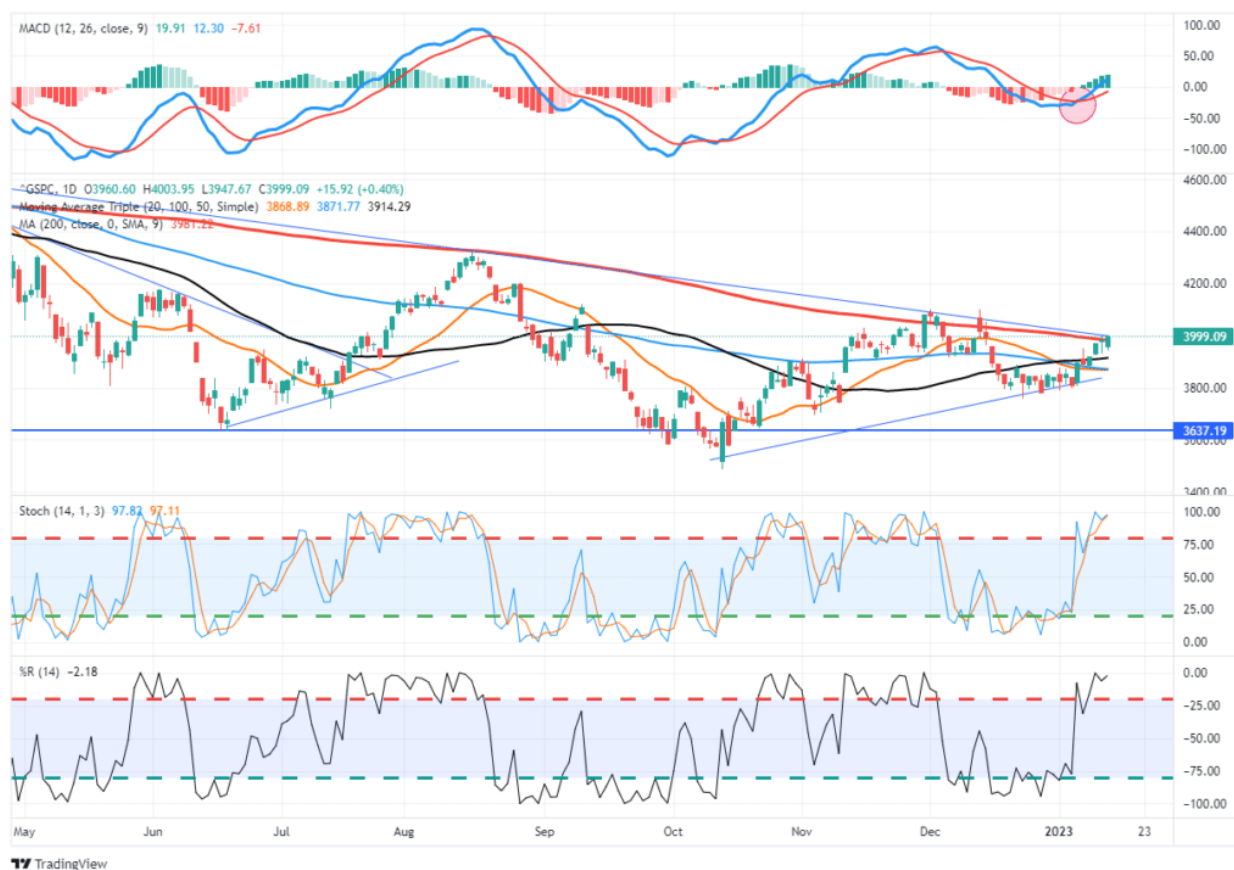 MACD (12, 26, close, 9) 19.91 12.30 −7.61
100.00
50.00
0.00
−50.00
−100.00
^GSPC, 1D O3960.60 H4003.95 L3947.67 C3999.09 +15.92 (+0.40%)
Moving Average Triple (20, 100, 50, Simple) 3868.89 3871.77 3914.29
MA (200, close, 0, SMA, 9) 3981.22
4600.00
4400.00
4200.00
3999.09
3800.00
3637.19
3600.00
3400.00
Stoch (14, 1, 3) 97.82 97.11
100.00
75.00
50.00
25.00
0.00
%R (14) −2.18
0.00
−25.00
−50.00
−75.00
−100.00
May Jun Jul Aug Sep Oct Nov Dec 2023 23
TradingView